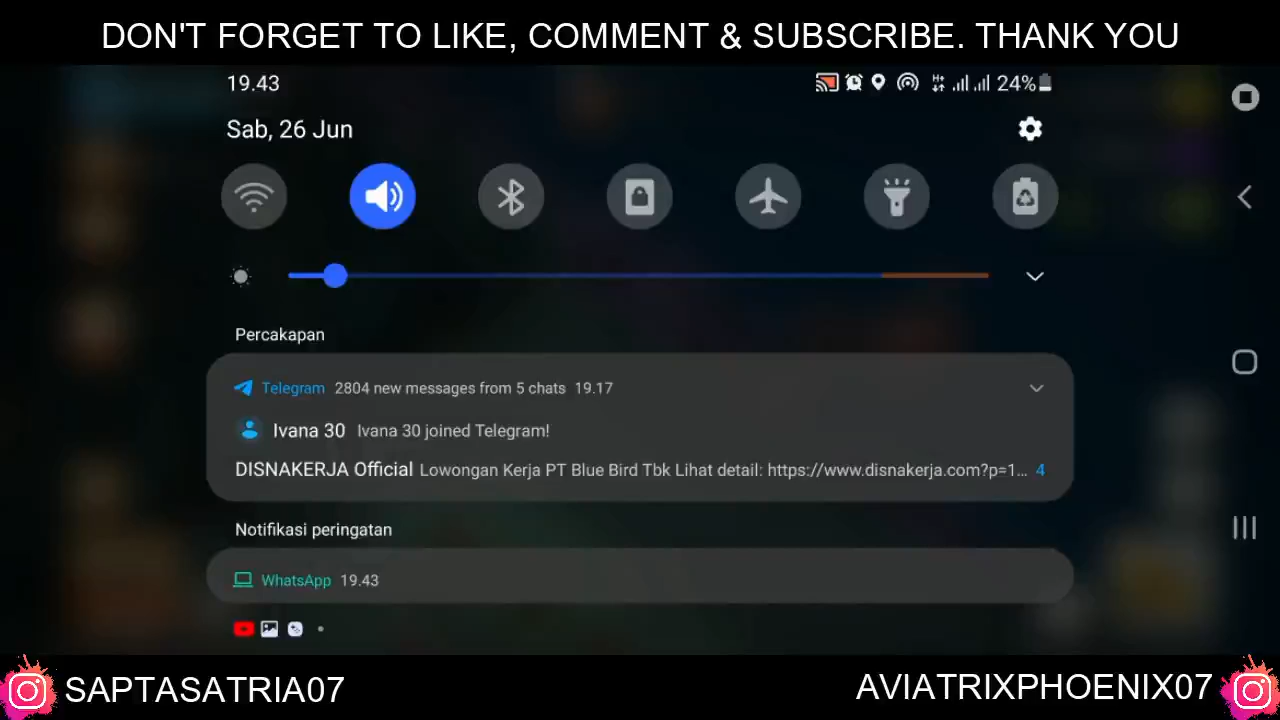 DON'T FORGET TO LIKE, COMMENT & SUBSCRIBE. THANK YOU
19.43 H+ 24%
Sab, 26 Jun
Percakapan
Telegram 2804 new messages from 5 chats 19.17
Ivana 30 Ivana 30 joined Telegram!
DISNAKERJA Official Lowongan Kerja PT Blue Bird Tbk Lihat detail: https://www.disnakerja.com?p=1... 4
Notifikasi peringatan
WhatsApp 19.43
SAPTASATRIA07 AVIATRIXPHOENIX07